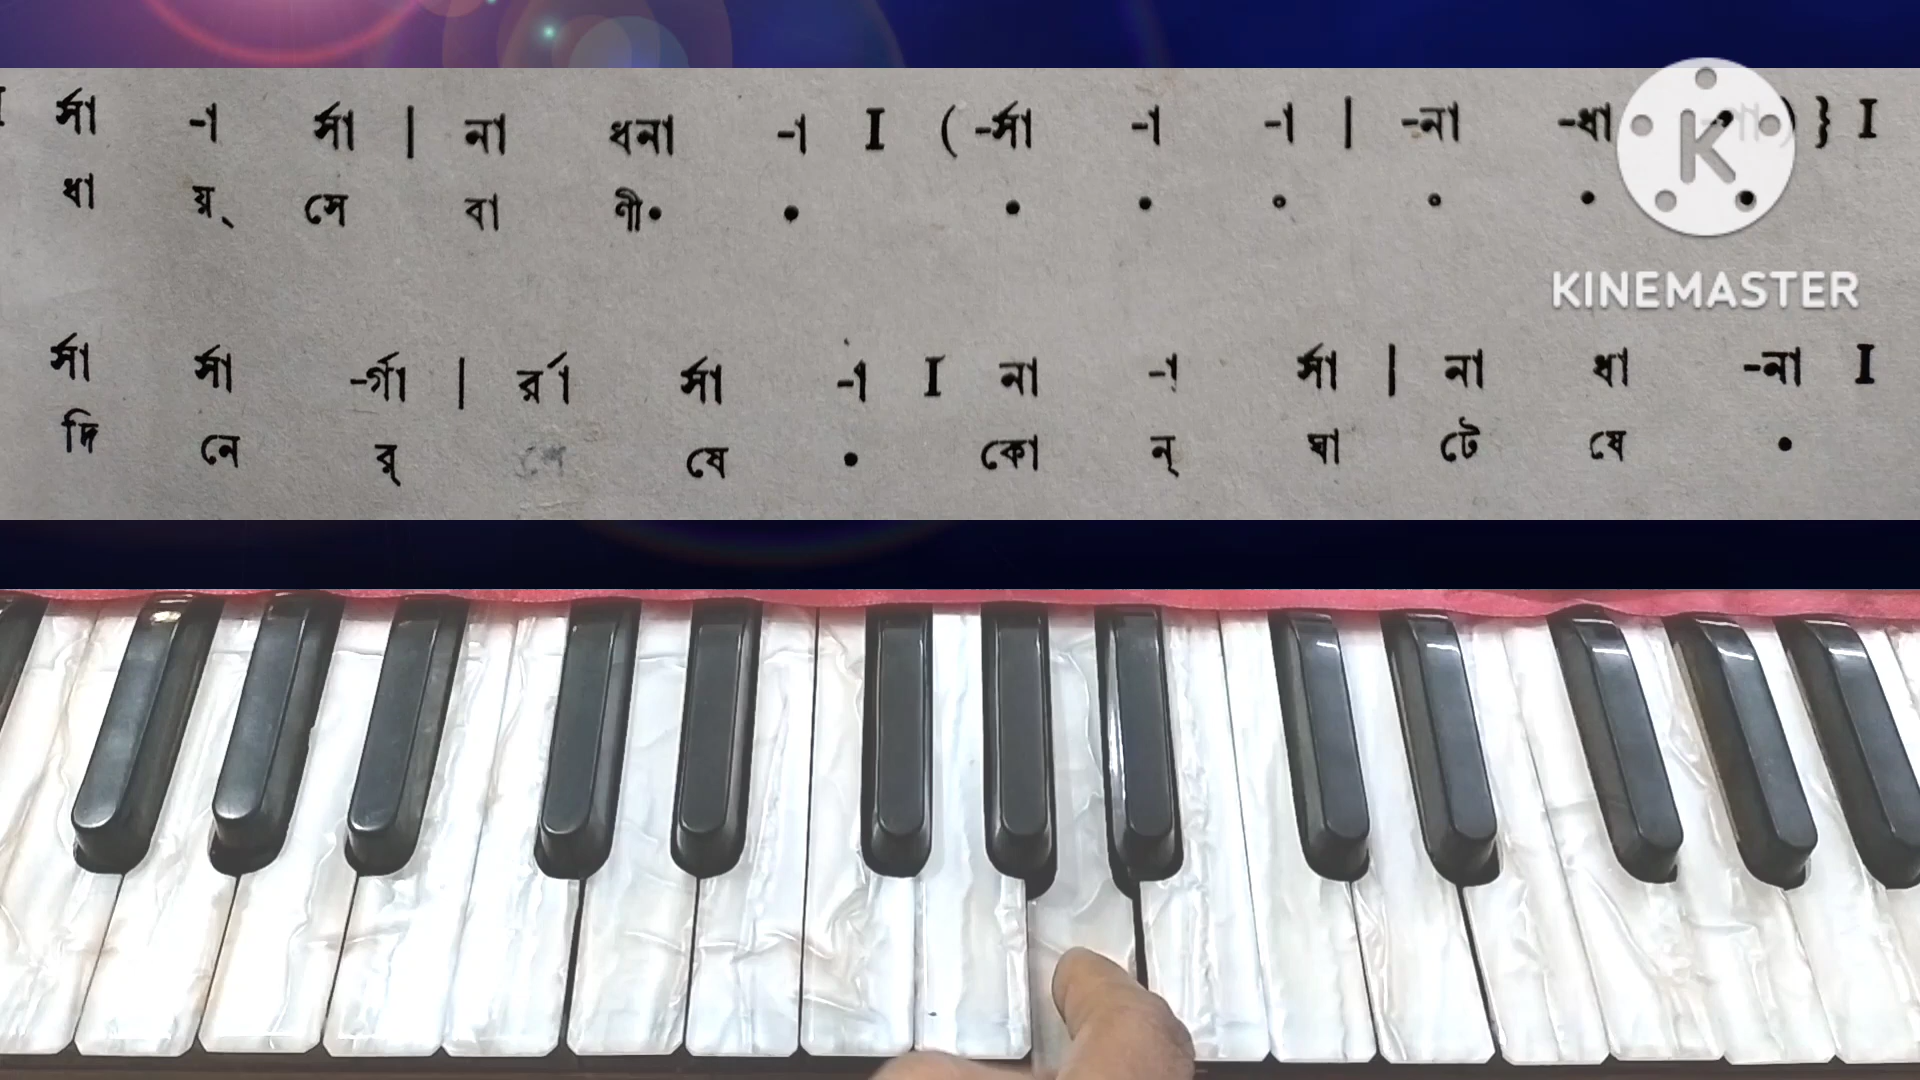 র্সা -া র্সা | না ধনা -া I ( -র্সা -া -া | -না -ধা ) } I
ধা য়্ সে বা ণী• • • • ° ° • •
KINEMASTER
র্সা র্সা -র্গা | র্রা র্সা -া I না -া র্সা | না ধা -না I
দি নে র্ শে ষে • কো ন্ ঘা টে যে •